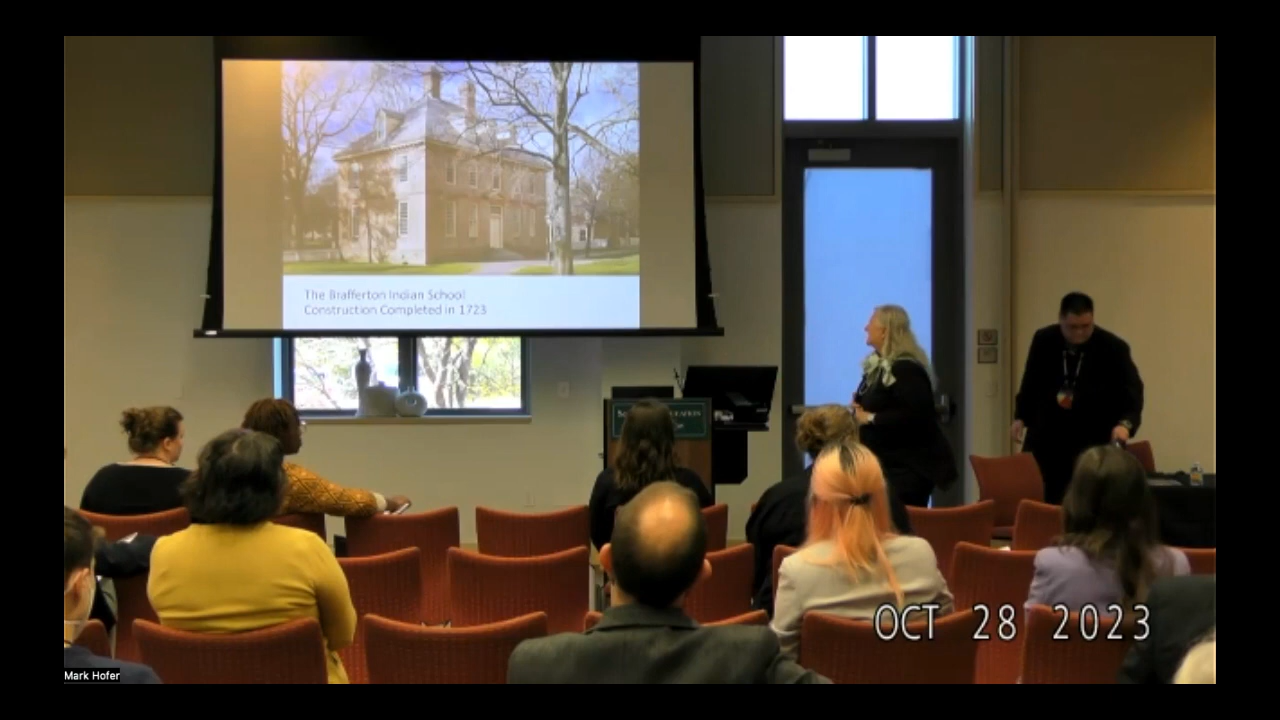 The Brafferton Indian School
Construction Completed in 1723
OCT 28 2023
Mark Hofer